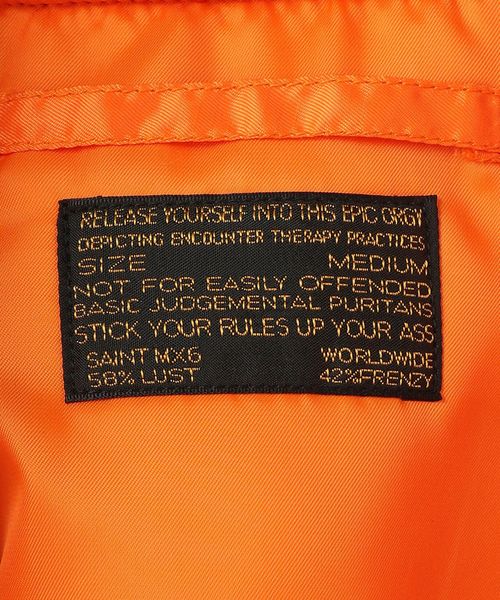 RELEASE YOURSELF INTO THIS EPIC ORGY
DEPICTING ENCOUNTER THERAPY PRACTICES
SIZE MEDIUM
NOT FOR EASILY OFFENDED
BASIC JUDGEMENTAL PURITANS
STICK YOUR RULES UP YOUR ASS
SAINT MX6 WORLDWIDE
58% LUST 42%FRENZY